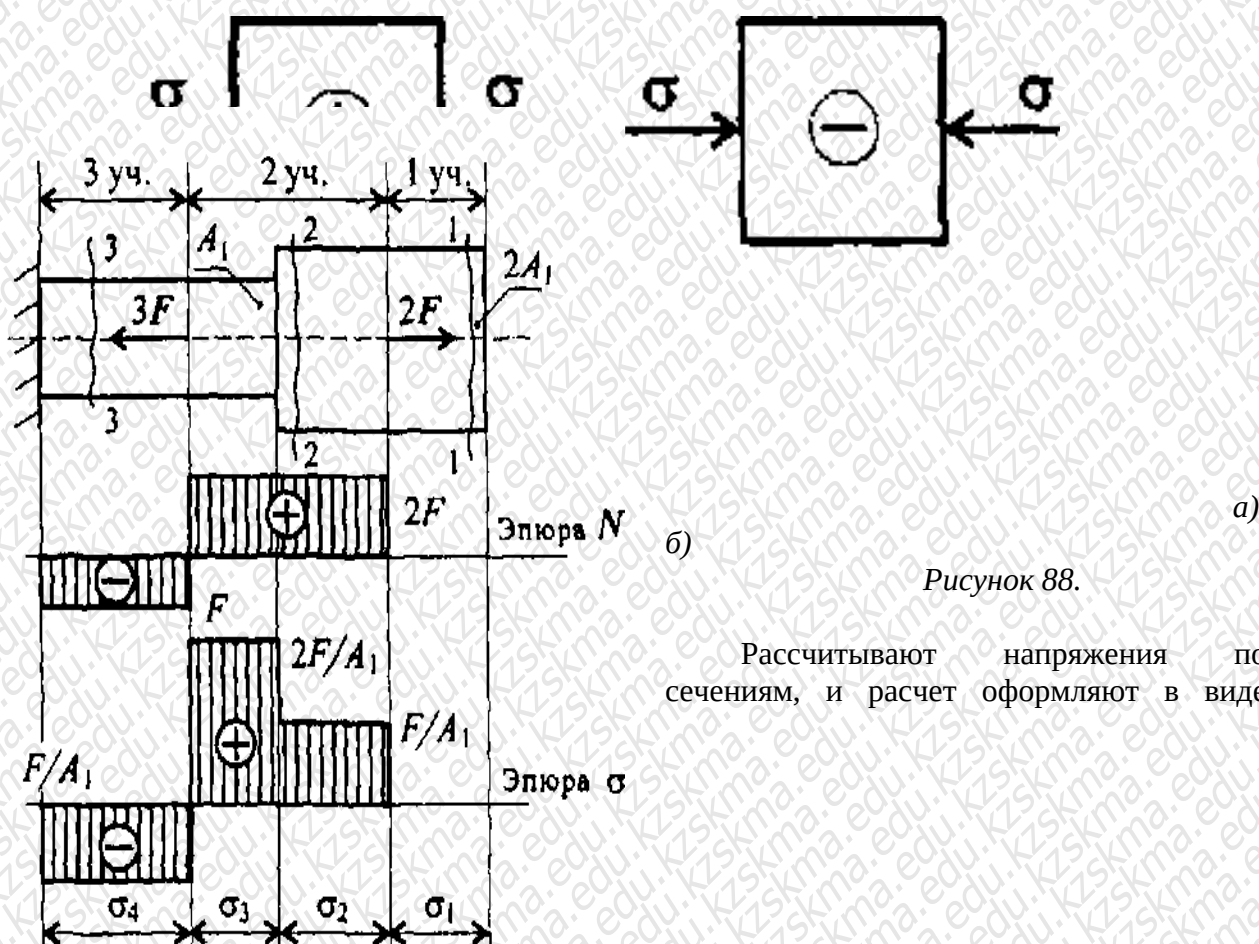 σ σ
σ σ
3 уч. 2 уч. 1 уч.
3 A₁ 2 1 2A₁
3F 2F
3 2 1
2F
Эпюра N
F
2F/A₁
F/A₁
F/A₁
Эпюра σ
σ₄ σ₃ σ₂ σ₁
а)
б)
Рисунок 88.
Рассчитывают напряжения по
сечениям, и расчет оформляют в виде